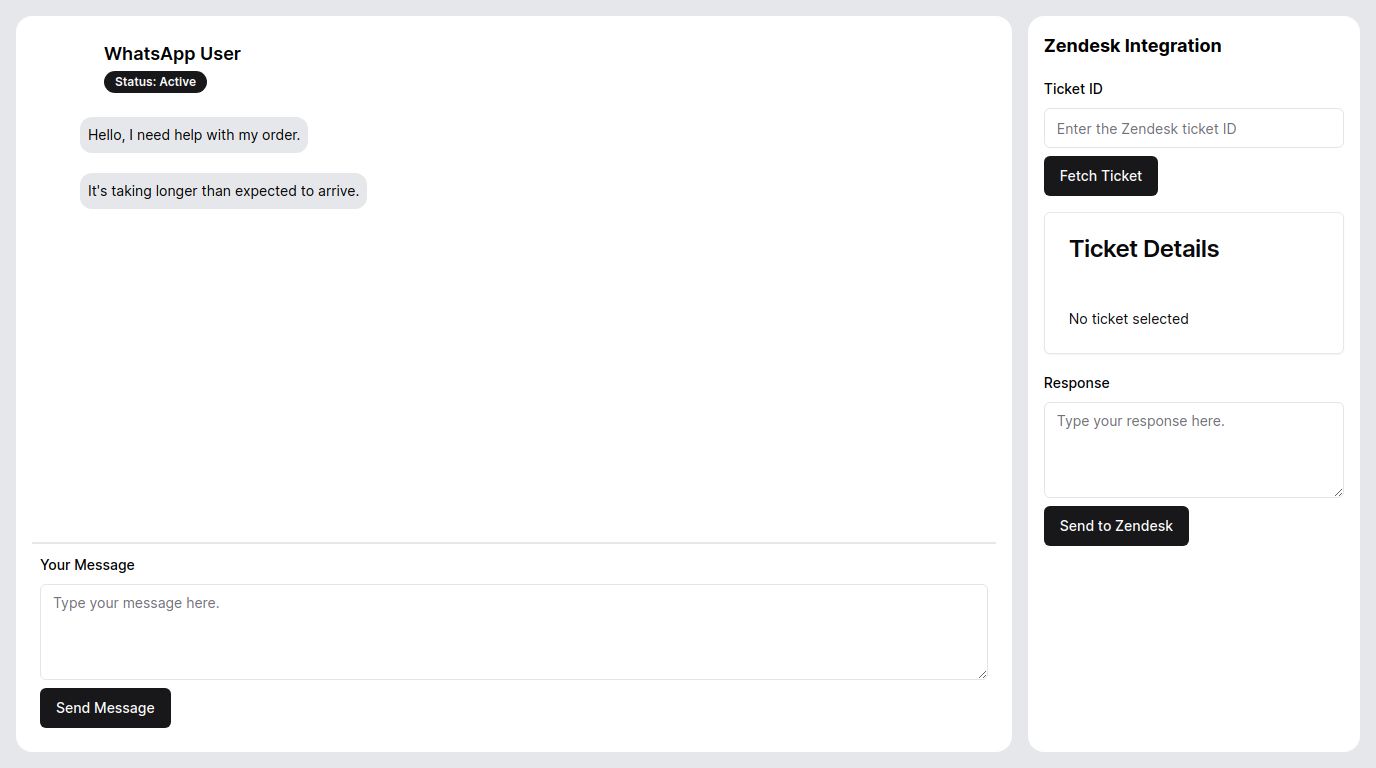 WhatsApp User
Status: Active
Hello, I need help with my order.
It's taking longer than expected to arrive.
Your Message
Type your message here.
Send Message
Zendesk Integration
Ticket ID
Enter the Zendesk ticket ID
Fetch Ticket
Ticket Details
No ticket selected
Response
Type your response here.
Send to Zendesk